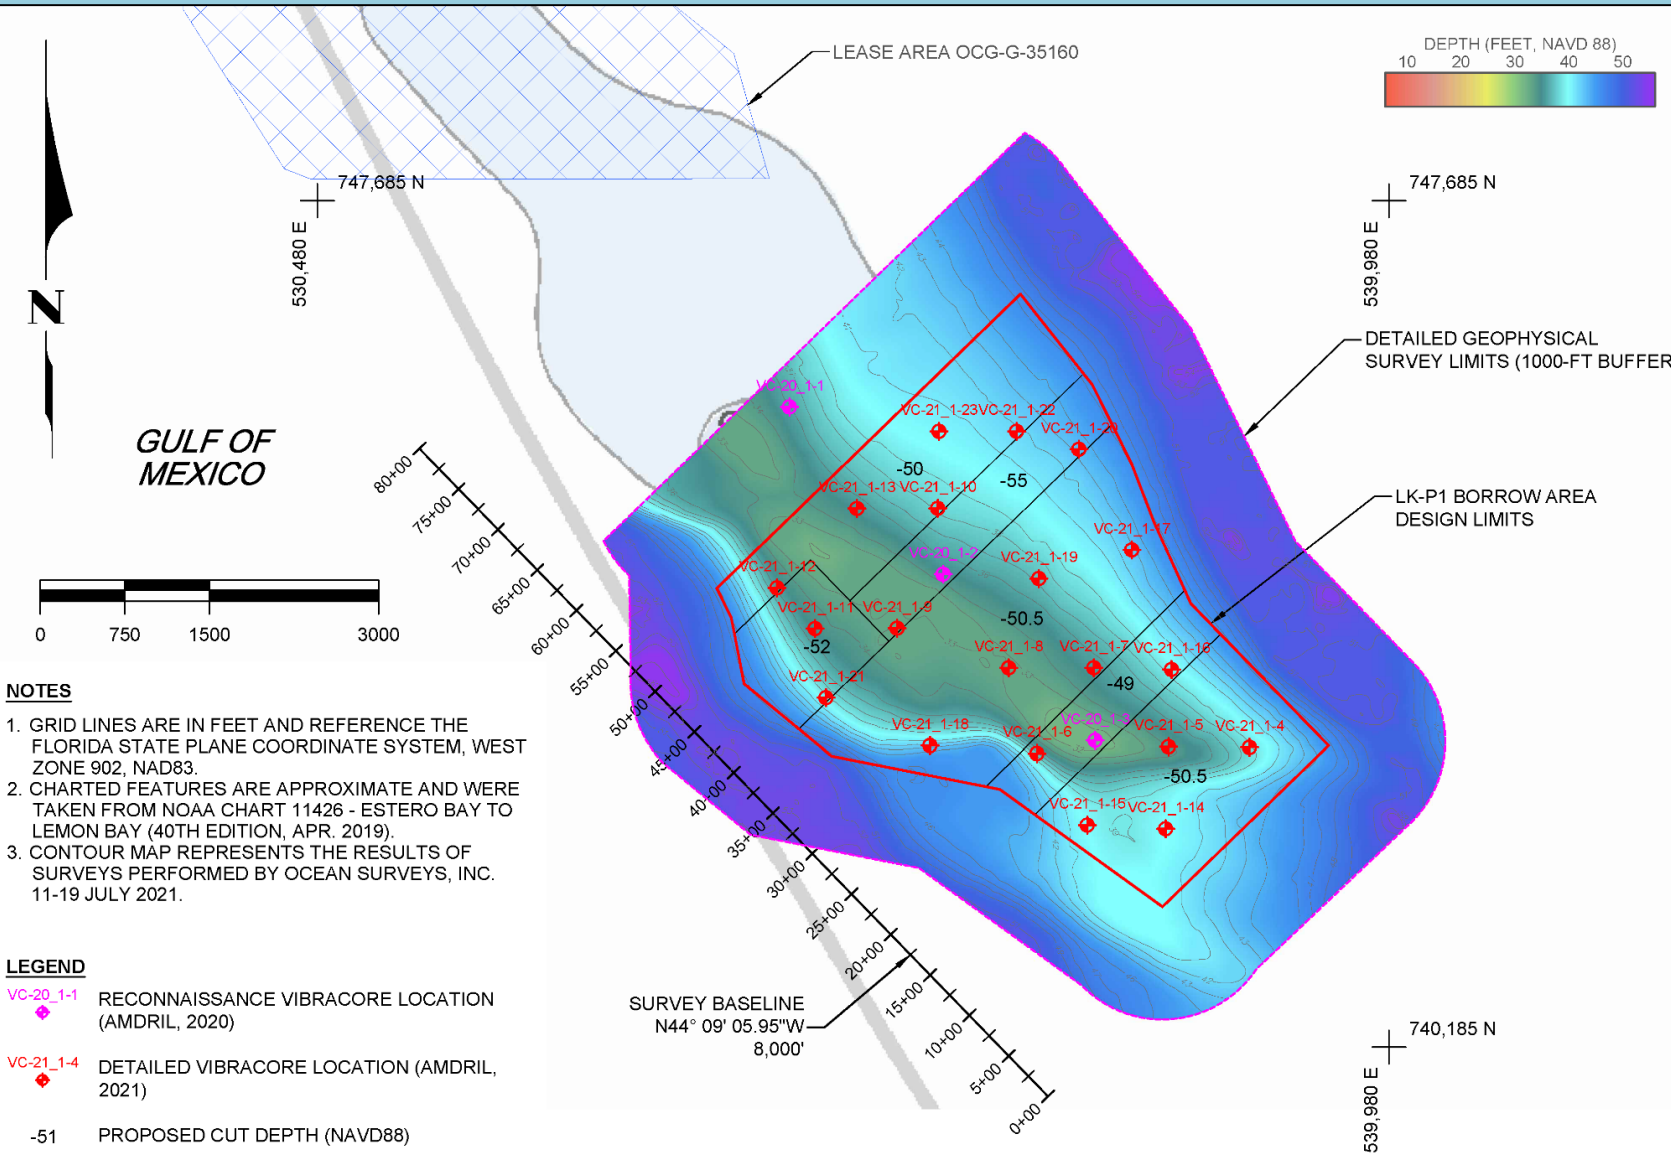 LEASE AREA OCG-G-35160
DEPTH (FEET, NAVD 88)
10 20 30 40 50
747,685 N
530,480 E
747,685 N
539,980 E
N
GULF OF
MEXICO
DETAILED GEOPHYSICAL
SURVEY LIMITS (1000-FT BUFFER
LK-P1 BORROW AREA
DESIGN LIMITS
VC-20_1-1
VC-21_1-23
VC-21_1-22
VC-21_1-20
-50
-55
VC-21_1-13
VC-21_1-10
VC-21_1-17
VC-20_1-2
VC-21_1-19
VC-21_1-12
VC-21_1-11
VC-21_1-9
-50.5
-52
VC-21_1-8
VC-21_1-7
VC-21_1-16
-49
VC-21_1-21
VC-21_1-18
VC-21_1-6
VC-20_1-3
VC-21_1-5
VC-21_1-4
-50.5
VC-21_1-15
VC-21_1-14
80+00
75+00
70+00
65+00
60+00
55+00
50+00
45+00
40+00
35+00
30+00
25+00
20+00
15+00
10+00
5+00
0+00
0 750 1500 3000
SURVEY BASELINE
N44° 09' 05.95"W
8,000'
740,185 N
539,980 E
NOTES
1. GRID LINES ARE IN FEET AND REFERENCE THE
FLORIDA STATE PLANE COORDINATE SYSTEM, WEST
ZONE 902, NAD83.
2. CHARTED FEATURES ARE APPROXIMATE AND WERE
TAKEN FROM NOAA CHART 11426 - ESTERO BAY TO
LEMON BAY (40TH EDITION, APR. 2019).
3. CONTOUR MAP REPRESENTS THE RESULTS OF
SURVEYS PERFORMED BY OCEAN SURVEYS, INC.
11-19 JULY 2021.
LEGEND
VC-20_1-1 RECONNAISSANCE VIBRACORE LOCATION
(AMDRIL, 2020)
VC-21_1-4 DETAILED VIBRACORE LOCATION (AMDRIL,
2021)
-51 PROPOSED CUT DEPTH (NAVD88)